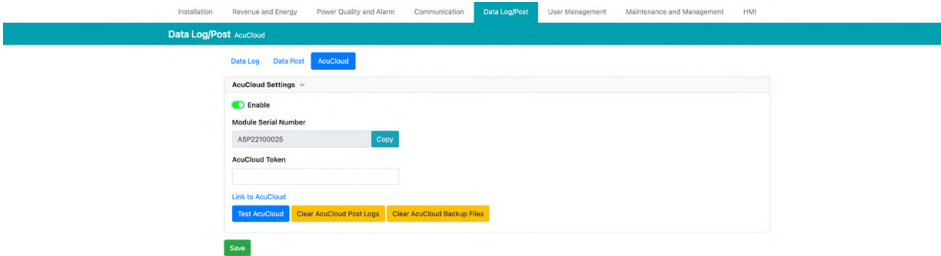 Installation Revenue and Energy Power Quality and Alarm Communication Data Log/Post User Management Maintenance and Management HMI
Data Log/Post AcuCloud
Data Log Data Post AcuCloud
AcuCloud Settings
Enable
Module Serial Number
ASP22100025 Copy
AcuCloud Token
Link to AcuCloud
Test AcuCloud Clear AcuCloud Post Logs Clear AcuCloud Backup Files
Save